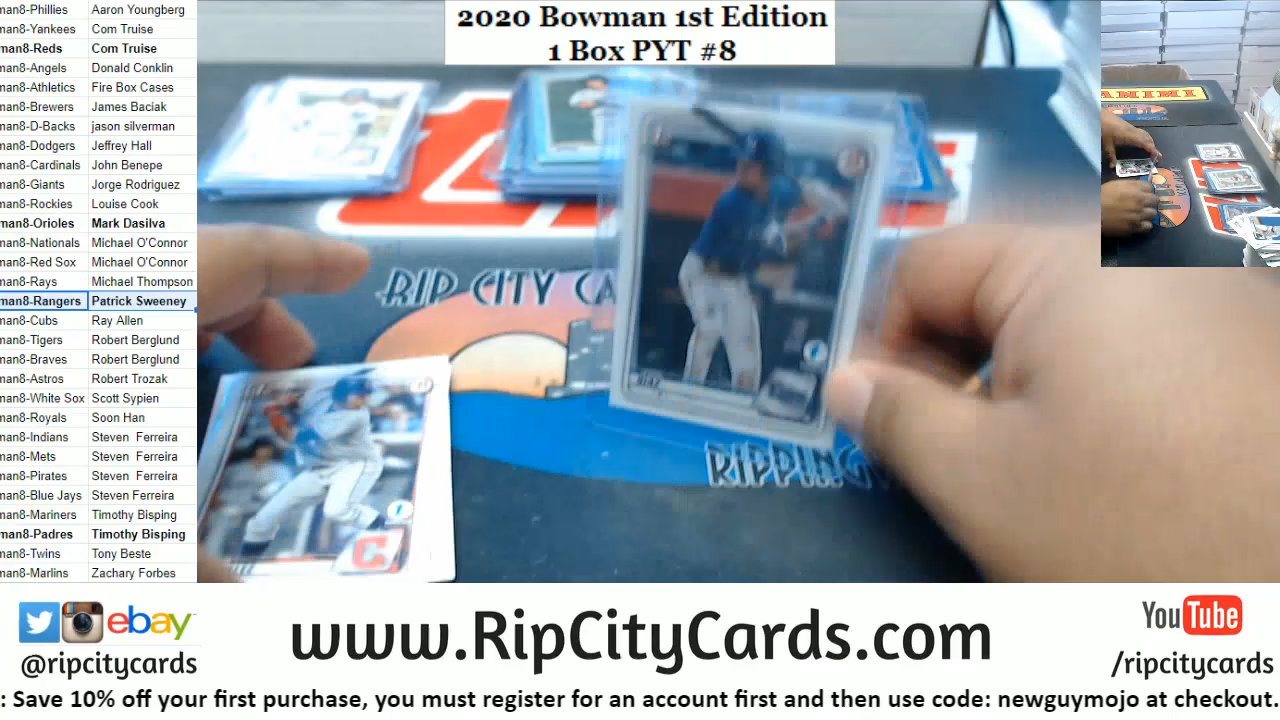 2020 Bowman 1st Edition
1 Box PYT #8
man8-Phillies Aaron Youngberg
man8-Yankees Com Truise
man8-Reds Com Truise
man8-Angels Donald Conklin
man8-Athletics Fire Box Cases
man8-Brewers James Baciak
man8-D-Backs jason silverman
man8-Dodgers Jeffrey Hall
man8-Cardinals John Benepe
man8-Giants Jorge Rodriguez
man8-Rockies Louise Cook
man8-Orioles Mark Dasilva
man8-Nationals Michael O'Connor
man8-Red Sox Michael O'Connor
man8-Rays Michael Thompson
man8-Rangers Patrick Sweeney
man8-Cubs Ray Allen
man8-Tigers Robert Berglund
man8-Braves Robert Berglund
man8-Astros Robert Trozak
man8-White Sox Scott Sypien
man8-Royals Soon Han
man8-Indians Steven Ferreira
man8-Mets Steven Ferreira
man8-Pirates Steven Ferreira
man8-Blue Jays Steven Ferreira
man8-Mariners Timothy Bisping
man8-Padres Timothy Bisping
man8-Twins Tony Beste
man8-Marlins Zachary Forbes
RIP CITY CA
RIPPING
C
ebay
@ripcitycards
www.RipCityCards.com
YouTube
/ripcitycards
: Save 10% off your first purchase, you must register for an account first and then use code: newguymojo at checkout.